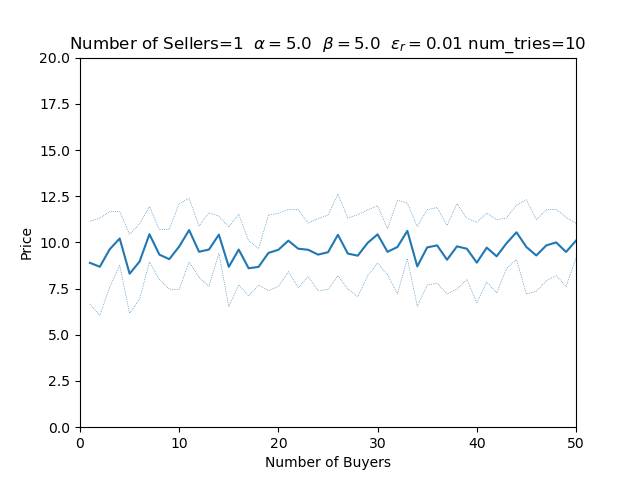 Number of Sellers=1 α = 5.0 β = 5.0 εr = 0.01 num_tries=10
20.0
17.5
15.0
12.5
10.0
7.5
5.0
2.5
0.0
Price
0 10 20 30 40 50
Number of Buyers